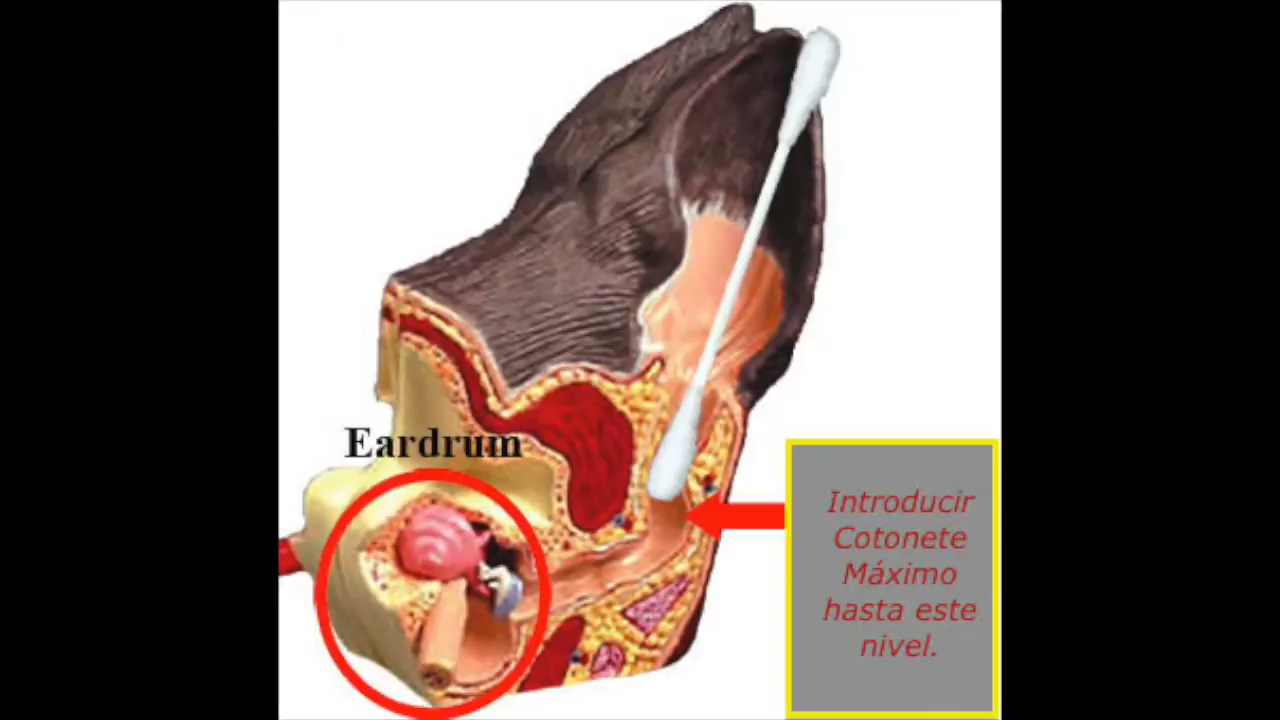 Eardrum
Introducir
Cotonete
Máximo
hasta este
nivel.